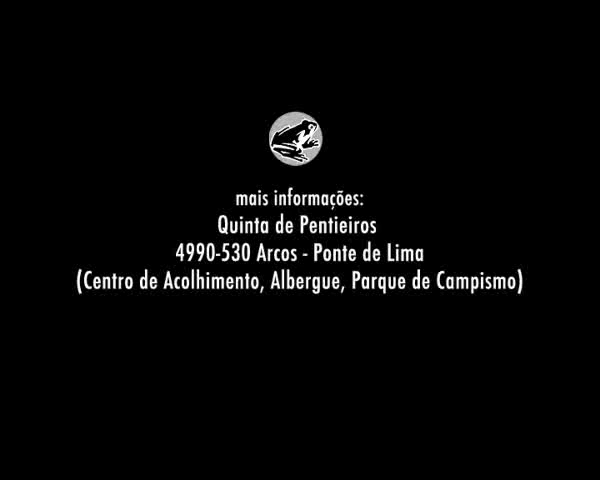 mais informações:
Quinta de Pentieiros
4990-530 Arcos - Ponte de Lima
(Centro de Acolhimento, Albergue, Parque de Campismo)